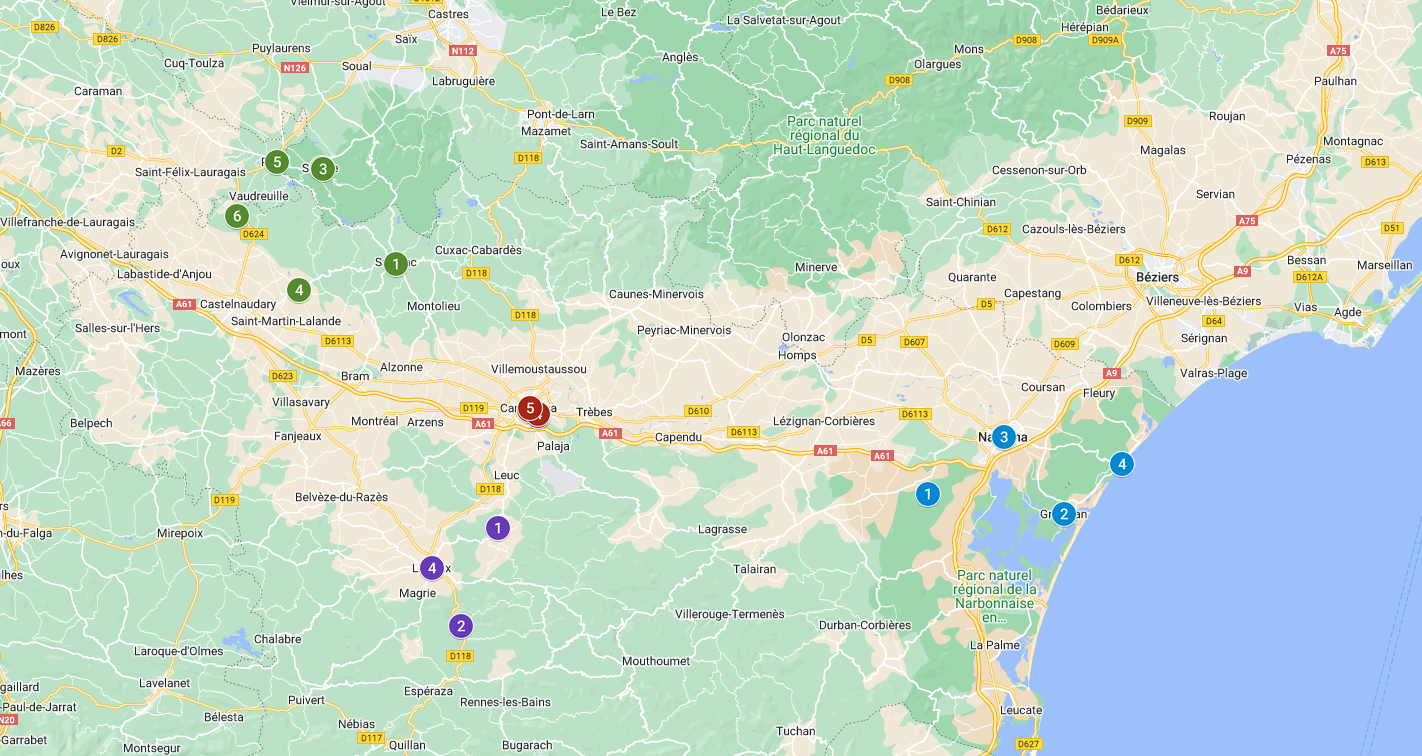 Vielmur-sur-Agout
Castres
Le Bez
La Salvetat-sur-Agout
Bédarieux
D826
D826
Saïx
Hérépian
Puylaurens
N112
D908
D909A
Mons
A75
Cuq-Toulza
N126
Soual
Anglès
Olargues
Labruguière
D908
Paulhan
Caraman
Pont-de-Larn
Mazamet
Parc naturel
régional du
Haut-Languedoc
D909
Roujan
Saint-Amans-Soult
Montagnac
D2
D118
Magalas
Pézenas
D613
5
3
Saint-Félix-Lauragais
Cessenon-sur-Orb
Vaudreuille
Servian
Saint-Chinian
6
Villefranche-de-Lauragais
A75
D624
D612
Cazouls-lès-Béziers
D51
Avignonet-Lauragais
Cuxac-Cabardès
D612
Bessan
Marseillan
1
Labastide-d'Anjou
D118
Minerve
Quarante
Béziers
A9
D612A
4
Caunes-Minervois
Capestang
A61
Castelnaudary
Montolieu
D5
Colombiers
Villeneuve-lès-Béziers
Vias
Agde
Saint-Martin-Lalande
D118
D64
Salles-sur-l'Hers
Peyriac-Minervois
Olonzac
Sérignan
D6113
D5
D607
D609
Homps
Mazères
Alzonne
Villemoustaussou
A9
Valras-Plage
D623
Bram
Coursan
Fleury
Villasavary
D119
5
Trèbes
D610
D6113
Belpech
Montréal
Arzens
A61
Lézignan-Corbières
Fanjeaux
A61
Capendu
D6113
3
Palaja
A61
A61
4
Leuc
D118
Belvèze-du-Razès
D119
1
2
1
Lagrasse
Mirepoix
4
Talairan
Parc naturel
régional de la
Narbonnaise
en…
Magrie
Villerouge-Termenès
2
Durban-Corbières
Chalabre
La Palme
Laroque-d'Olmes
D118
Mouthoumet
Lavelanet
Espéraza
Puivert
Rennes-les-Bains
Leucate
Bélesta
N20
Nébias
Tuchan
D117
Quillan
Bugarach
D627
Montsegur